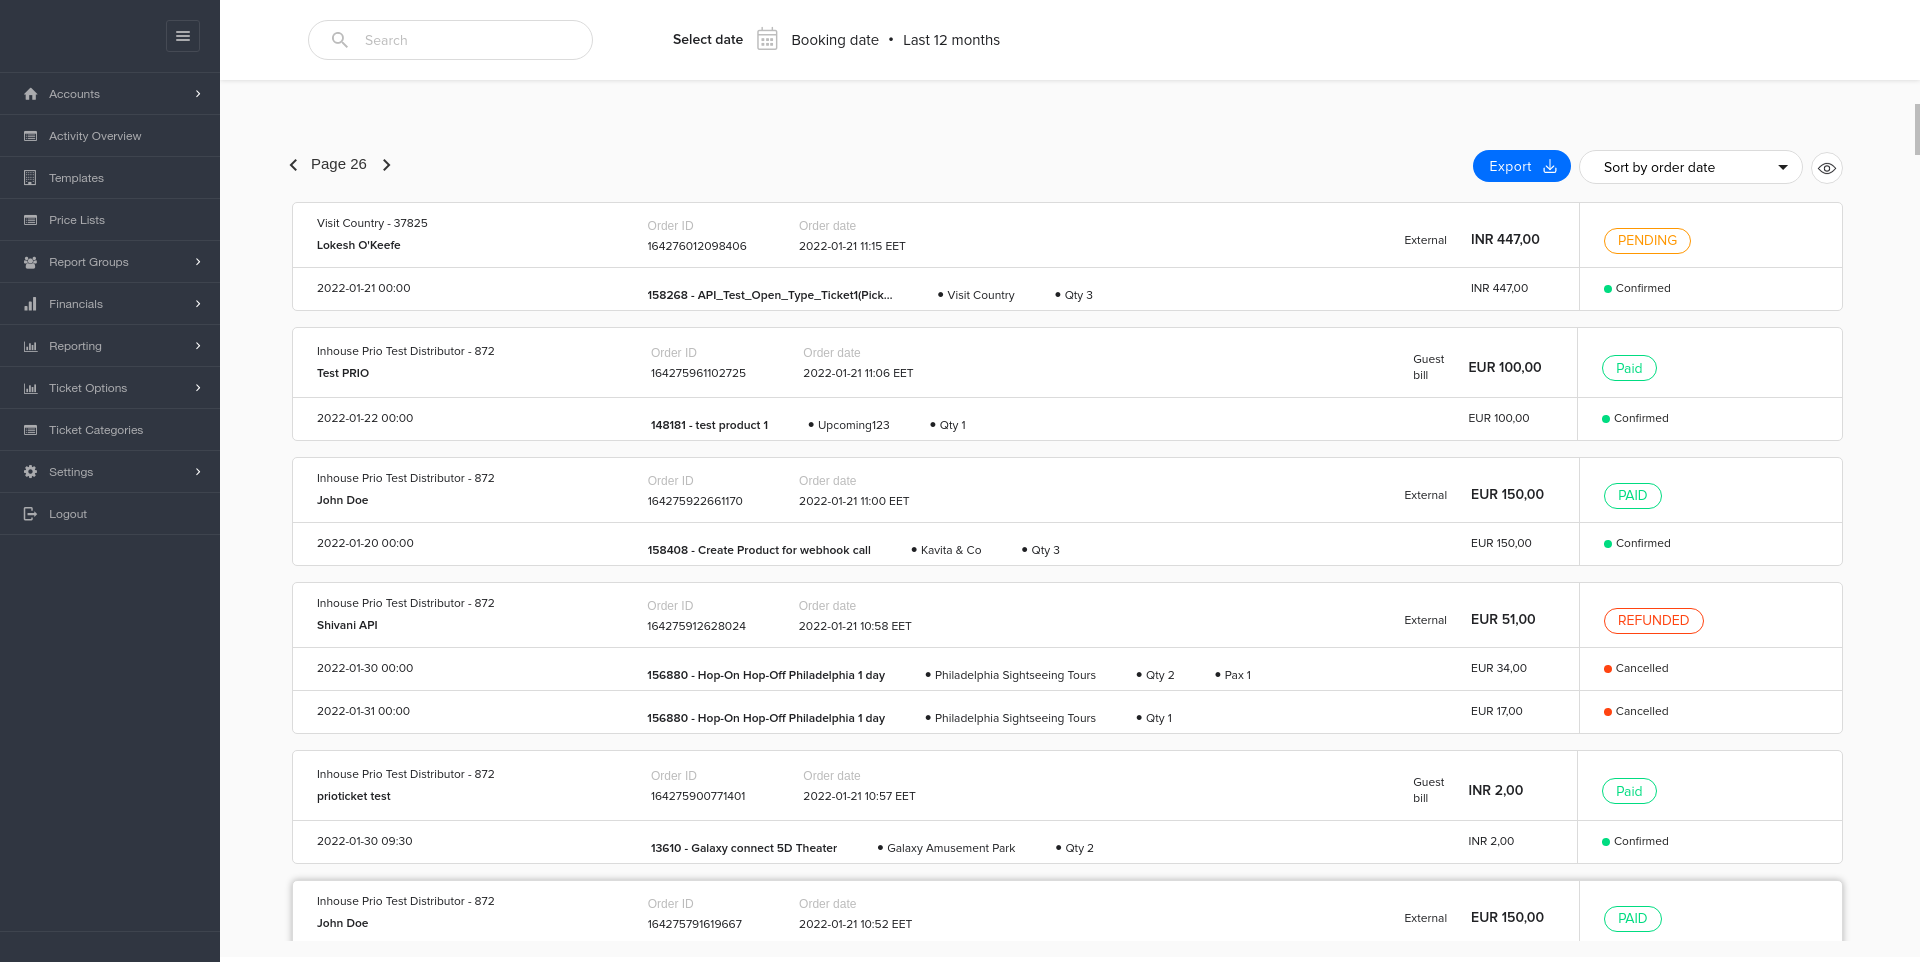 Search
Select date Booking date • Last 12 months
Accounts
Activity Overview
Templates
Price Lists
Report Groups
Financials
Reporting
Ticket Options
Ticket Categories
Settings
Logout
Page 26
Export
Sort by order date
Visit Country - 37825
Lokesh O'Keefe
Order ID
164276012098406
Order date
2022-01-21 11:15 EET
External
INR 447,00
PENDING
2022-01-21 00:00
158268 - API_Test_Open_Type_Ticket1(Pick... • Visit Country • Qty 3
INR 447,00
Confirmed
Inhouse Prio Test Distributor - 872
Test PRIO
Order ID
164275961102725
Order date
2022-01-21 11:06 EET
Guest
bill
EUR 100,00
Paid
2022-01-22 00:00
148181 - test product 1 • Upcoming123 • Qty 1
EUR 100,00
Confirmed
Inhouse Prio Test Distributor - 872
John Doe
Order ID
164275922661170
Order date
2022-01-21 11:00 EET
External
EUR 150,00
PAID
2022-01-20 00:00
158408 - Create Product for webhook call • Kavita & Co • Qty 3
EUR 150,00
Confirmed
Inhouse Prio Test Distributor - 872
Shivani API
Order ID
164275912628024
Order date
2022-01-21 10:58 EET
External
EUR 51,00
REFUNDED
2022-01-30 00:00
156880 - Hop-On Hop-Off Philadelphia 1 day • Philadelphia Sightseeing Tours • Qty 2 • Pax 1
EUR 34,00
Cancelled
2022-01-31 00:00
156880 - Hop-On Hop-Off Philadelphia 1 day • Philadelphia Sightseeing Tours • Qty 1
EUR 17,00
Cancelled
Inhouse Prio Test Distributor - 872
prioticket test
Order ID
164275900771401
Order date
2022-01-21 10:57 EET
Guest
bill
INR 2,00
Paid
2022-01-30 09:30
13610 - Galaxy connect 5D Theater • Galaxy Amusement Park • Qty 2
INR 2,00
Confirmed
Inhouse Prio Test Distributor - 872
John Doe
Order ID
164275791619667
Order date
2022-01-21 10:52 EET
External
EUR 150,00
PAID